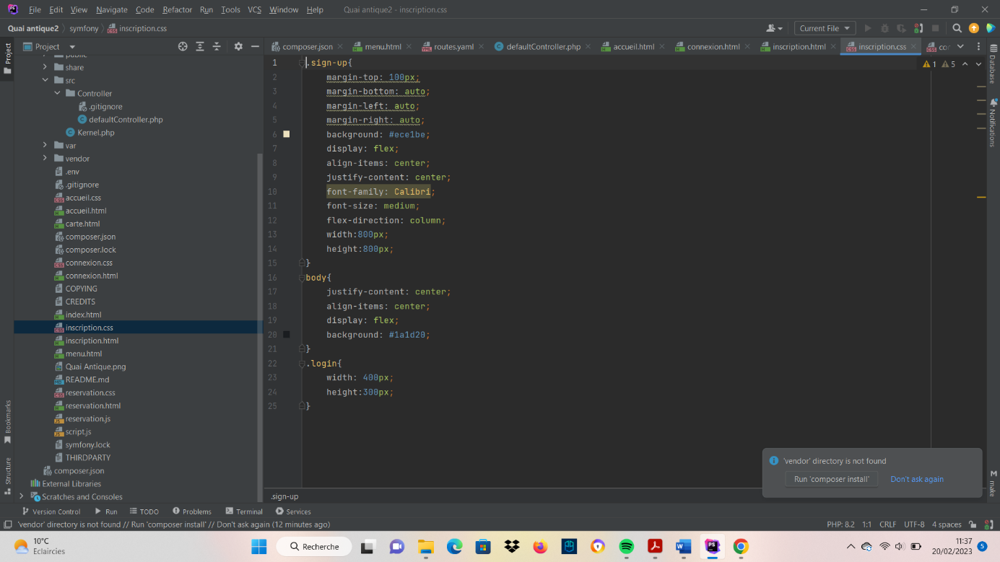 File Edit View Navigate Code Refactor Run Tools VCS Window Help Quai antique2 - inscription.css
Quai antique2 symfony inscription.css Current File
Project composer.json menu.html routes.yaml defaultController.php accueil.html connexion.html inscription.html inscription.css
Project
share
src
Controller
.gitignore
defaultController.php
Kernel.php
var
vendor
.env
.gitignore
accueil.css
accueil.html
carte.html
composer.json
composer.lock
connexion.css
connexion.html
COPYING
CREDITS
index.html
inscription.css
inscription.html
menu.html
Quai Antique.png
README.md
reservation.css
reservation.html
reservation.js
script.js
symfony.lock
THIRDPARTY
composer.json
External Libraries
Scratches and Consoles
Bookmarks
Structure
1 .sign-up{
2 margin-top: 100px;
3 margin-bottom: auto;
4 margin-left: auto;
5 margin-right: auto;
6 background: #ece1be;
7 display: flex;
8 align-items: center;
9 justify-content: center;
10 font-family: Calibri;
11 font-size: medium;
12 flex-direction: column;
13 width:800px;
14 height:800px;
15 }
16 body{
17 justify-content: center;
18 align-items: center;
19 display: flex;
20 background: #1a1d20;
21 }
22 .login{
23 width: 400px;
24 height:300px;
25 }
1 5
Database
Notifications
make
'vendor' directory is not found
Run 'composer install' Don't ask again
.sign-up
Version Control Run TODO Problems Terminal Services
'vendor' directory is not found // Run 'composer install' // Don't ask again (12 minutes ago) PHP: 8.2 1:1 CRLF UTF-8 4 spaces
10°C
Eclaircies
Recherche
11:37
20/02/2023
5